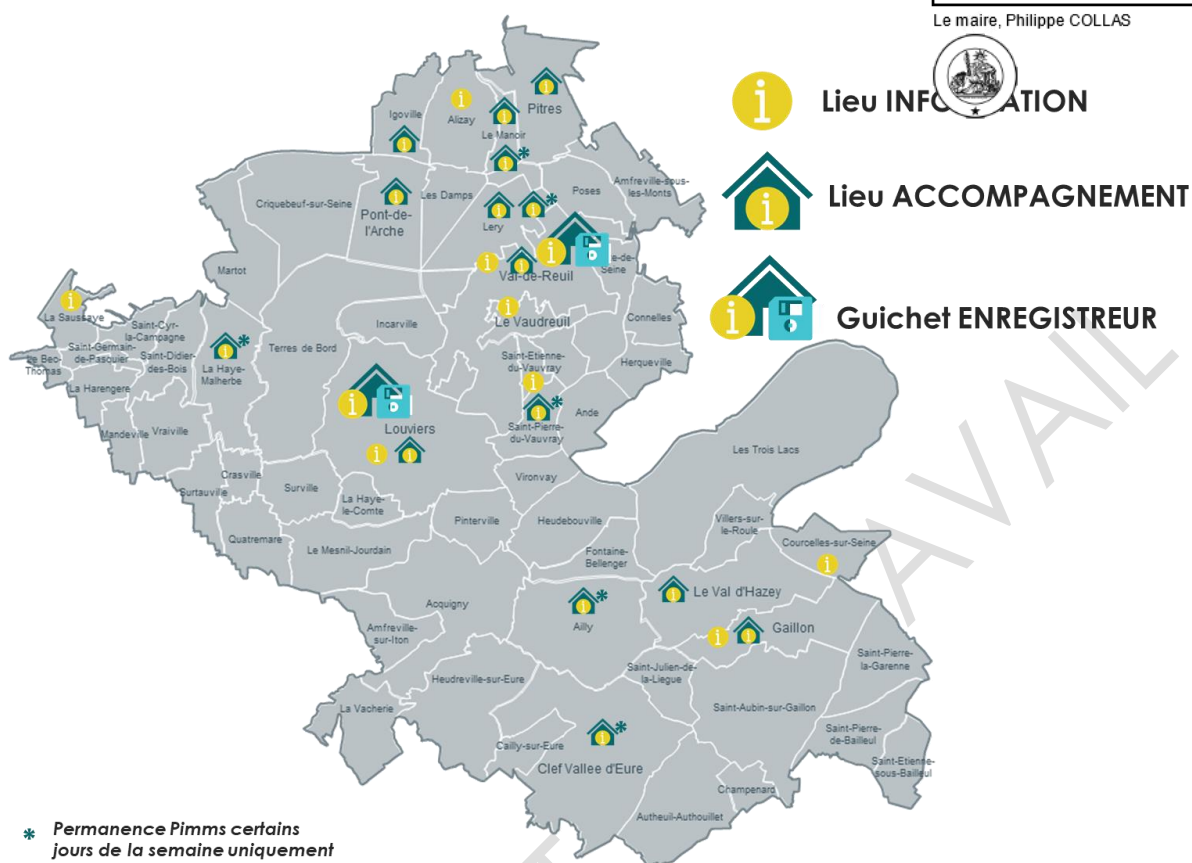 Le maire, Philippe COLLAS
Lieu INFORMATION
Lieu ACCOMPAGNEMENT
Guichet ENREGISTREUR
Pitres
Igoville
Alizay
Le Manoir
Criquebeuf-sur-Seine
Pont-de-
l'Arche
Les Damps
Lery
Poses
Amfreville-sous-
les-Monts
Martot
Val-de-Reuil
Seine
La Saussaye
Saint-Cyr-
la-Campagne
Saint-Germain-
de-Pasquier
Saint-Didier-
des-Bois
Le Bec-
Thomas
La Harengere
La Haye-
Malherbe
Terres de Bord
Incarville
Le Vaudreuil
Connelles
Saint-Etienne-
du-Vauvray
Herqueville
Louviers
Saint-Pierre-
du-Vauvray
Ande
Mandeville
Vraiville
Les Trois Lacs
Crasville
Surtauville
Surville
La Haye-
le-Comte
Vironvay
Quatremare
Le Mesnil-Jourdain
Pinterville
Heudebouville
Fontaine-
Bellenger
Villers-sur-
le-Roule
Courcelles-sur-Seine
Acquigny
Ailly
Le Val d'Hazey
Amfreville-
sur-Iton
Gaillon
Heudreville-sur-Eure
Saint-Julien-de-
la-Liegue
Saint-Pierre-
la-Garenne
La Vacherie
Saint-Aubin-sur-Gaillon
Cailly-sur-Eure
Clef Vallee d'Eure
Saint-Pierre-
de-Bailleul
Saint-Etienne-
sous-Bailleul
Champenard
Autheuil-Authouillet
* Permanence Pimms certains
jours de la semaine uniquement
AVAIL